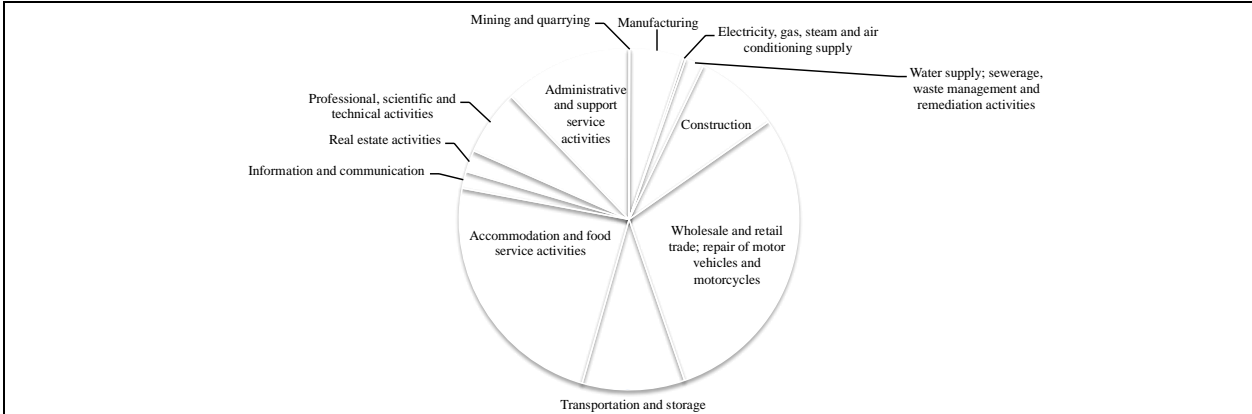 Mining and quarrying
Manufacturing
Electricity, gas, steam and air
conditioning supply
Water supply; sewerage,
waste management and
remediation activities
Construction
Wholesale and retail
trade; repair of motor
vehicles and
motorcycles
Transportation and storage
Accommodation and food
service activities
Information and communication
Real estate activities
Professional, scientific and
technical activities
Administrative
and support
service
activities